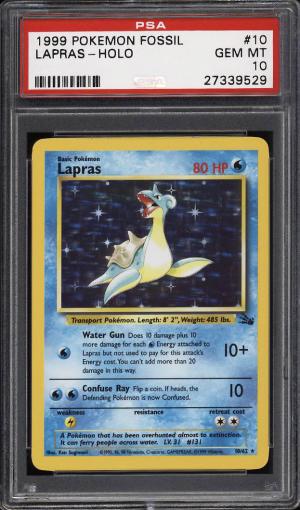 PSA
1999 POKEMON FOSSIL #10
LAPRAS-HOLO GEM MT
10
27339529
Basic Pokémon
Lapras 80 HP
Transport Pokémon. Length: 8' 2", Weight: 485 lbs.
Water Gun Does 10 damage plus 10
more damage for each Energy attached to
Lapras but not used to pay for this attack's
Energy cost. You can't add more than 20
damage in this way.
10+
Confuse Ray Flip a coin. If heads, the
Defending Pokémon is now Confused.
10
weakness resistance retreat cost
A Pokémon that has been overhunted almost to extinction.
It can ferry people across water. LV. 31 #131
Illus. Ken Sugimori
10/62